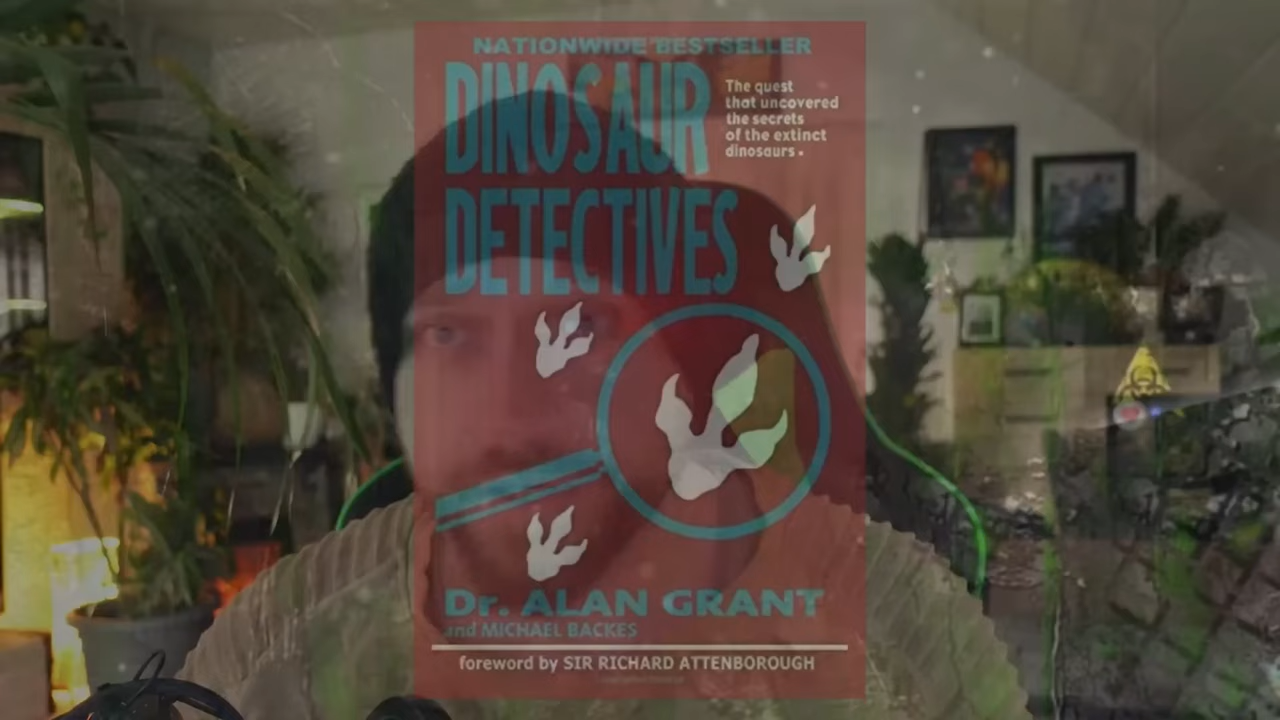 NATIONWIDE BESTSELLER
DINOSAUR
DETECTIVES
The quest
that uncovered
the secrets
of the extinct
dinosaurs.
Dr. ALAN GRANT
and MICHAEL BACKES
foreword by SIR RICHARD ATTENBOROUGH